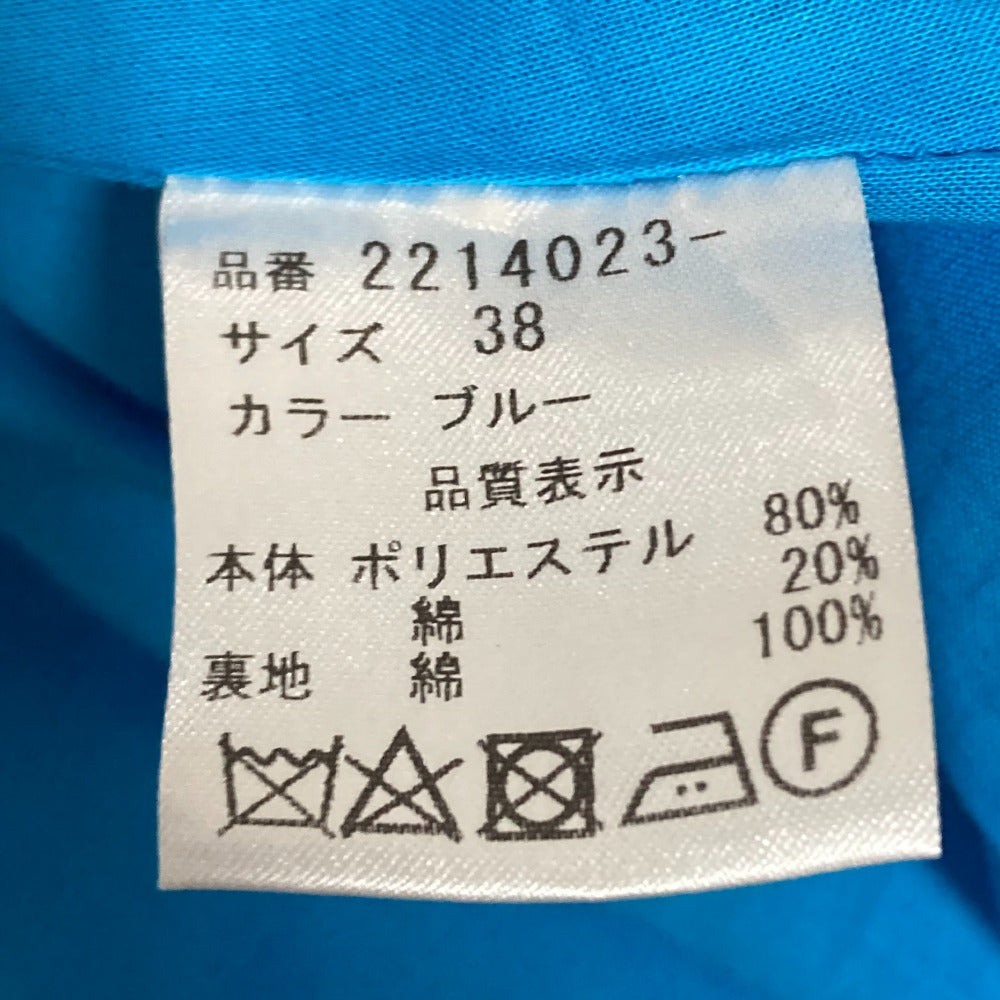 品番 2214023-
サイズ 38
カラー ブルー
品質表示
本体 ポリエステル 80%
綿 20%
裏地 綿 100%
F